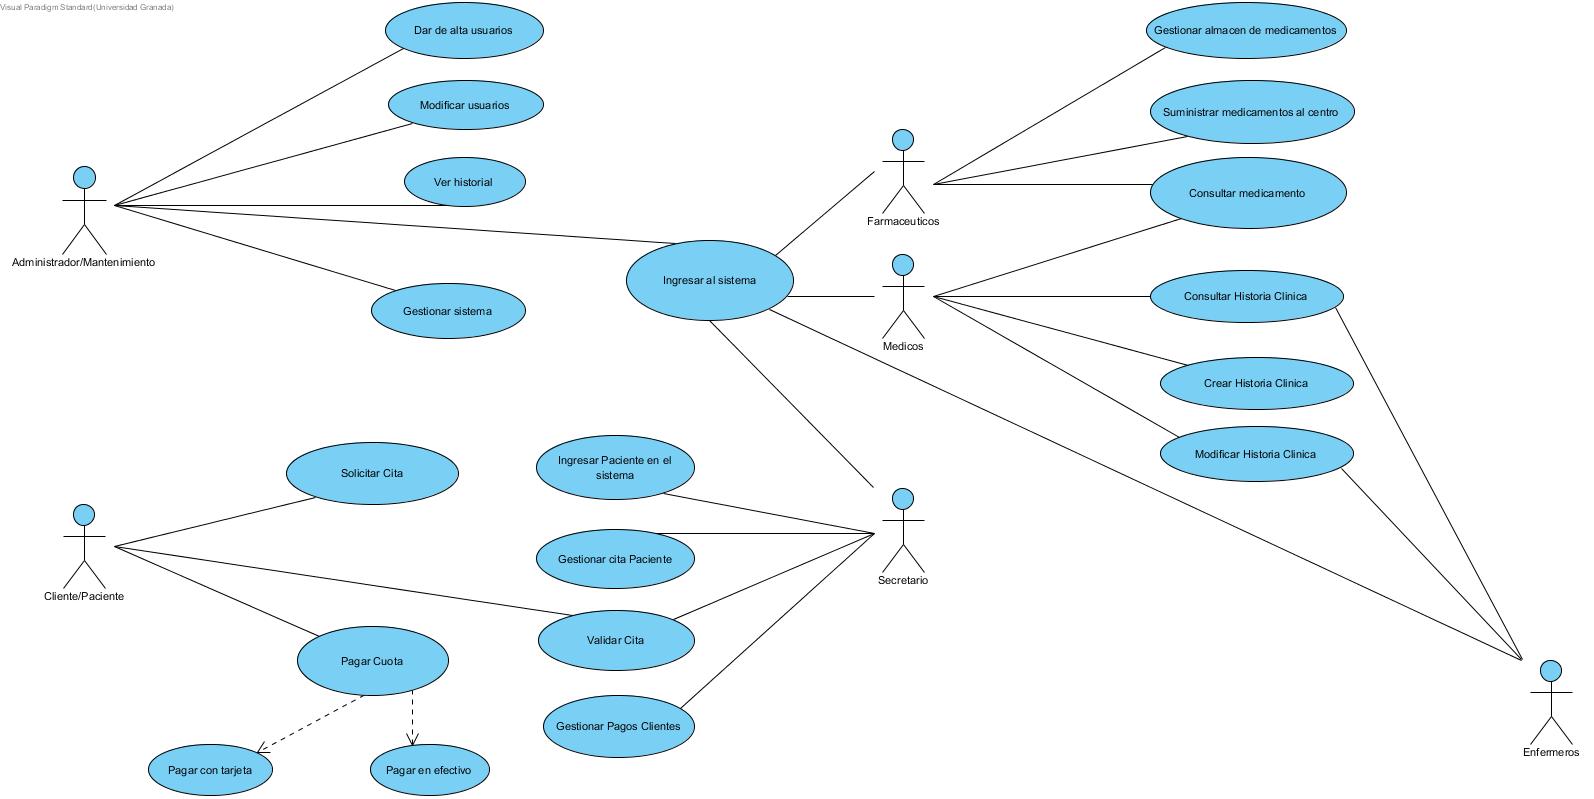 Visual Paradigm Standard(Universidad Granada)
Dar de alta usuarios
Modificar usuarios
Ver historial
Administrador/Mantenimiento
Gestionar sistema
Ingresar al sistema
Gestionar almacen de medicamentos
Suministrar medicamentos al centro
Farmaceuticos
Consultar medicamento
Medicos
Consultar Historia Clinica
Crear Historia Clinica
Modificar Historia Clinica
Solicitar Cita
Ingresar Paciente en el
sistema
Gestionar cita Paciente
Secretario
Cliente/Paciente
Validar Cita
Pagar Cuota
Gestionar Pagos Clientes
Enfermeros
Pagar con tarjeta
Pagar en efectivo